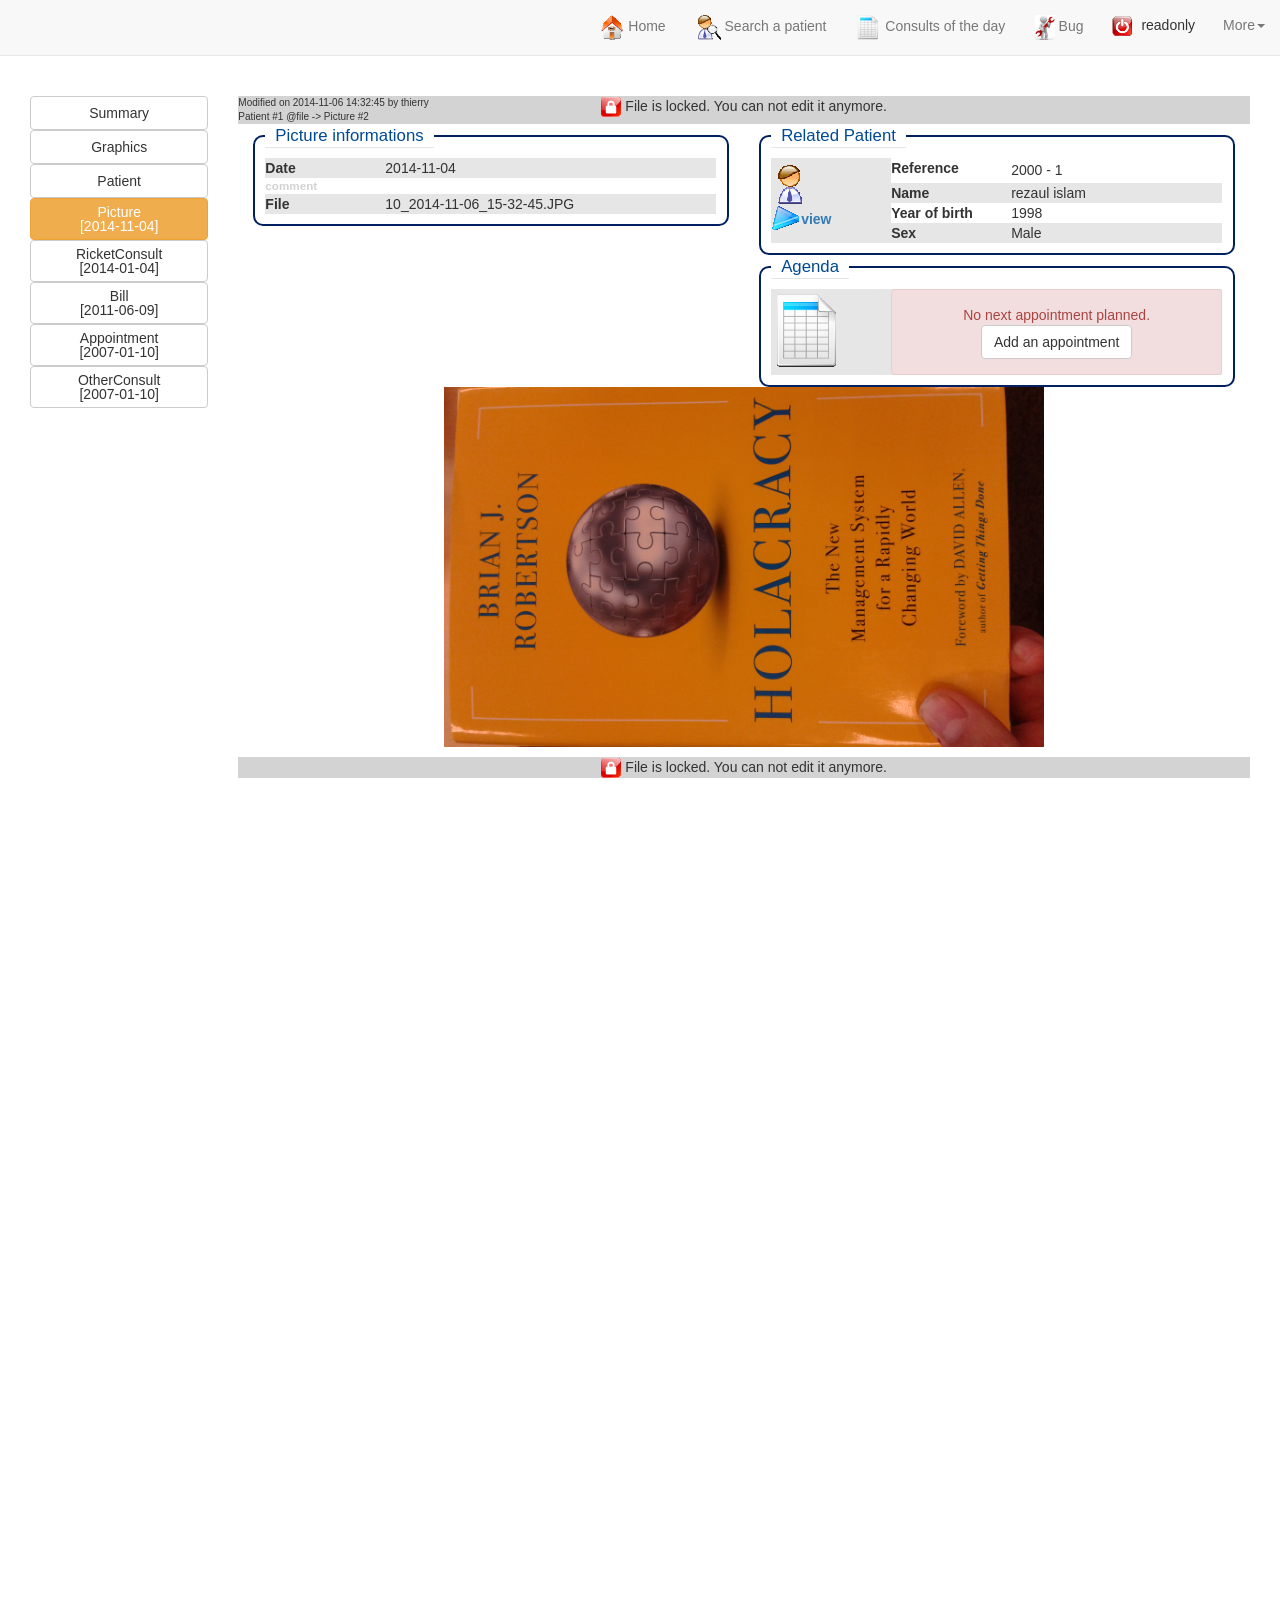 Home Search a patient Consults of the day Bug readonly More
Summary
Graphics
Patient
Picture
[2014-11-04]
RicketConsult
[2014-01-04]
Bill
[2011-06-09]
Appointment
[2007-01-10]
OtherConsult
[2007-01-10]
Modified on 2014-11-06 14:32:45 by thierry
Patient #1 @file -> Picture #2
File is locked. You can not edit it anymore.
Picture informations
Date 2014-11-04
comment
File 10_2014-11-06_15-32-45.JPG
Related Patient
view
Reference 2000 - 1
Name rezaul islam
Year of birth 1998
Sex Male
Agenda
No next appointment planned.
Add an appointment
BRIAN J.
ROBERTSON
HOLACRACY
The New
Management System
for a Rapidly
Changing World
Foreword by DAVID ALLEN,
author of Getting Things Done
File is locked. You can not edit it anymore.